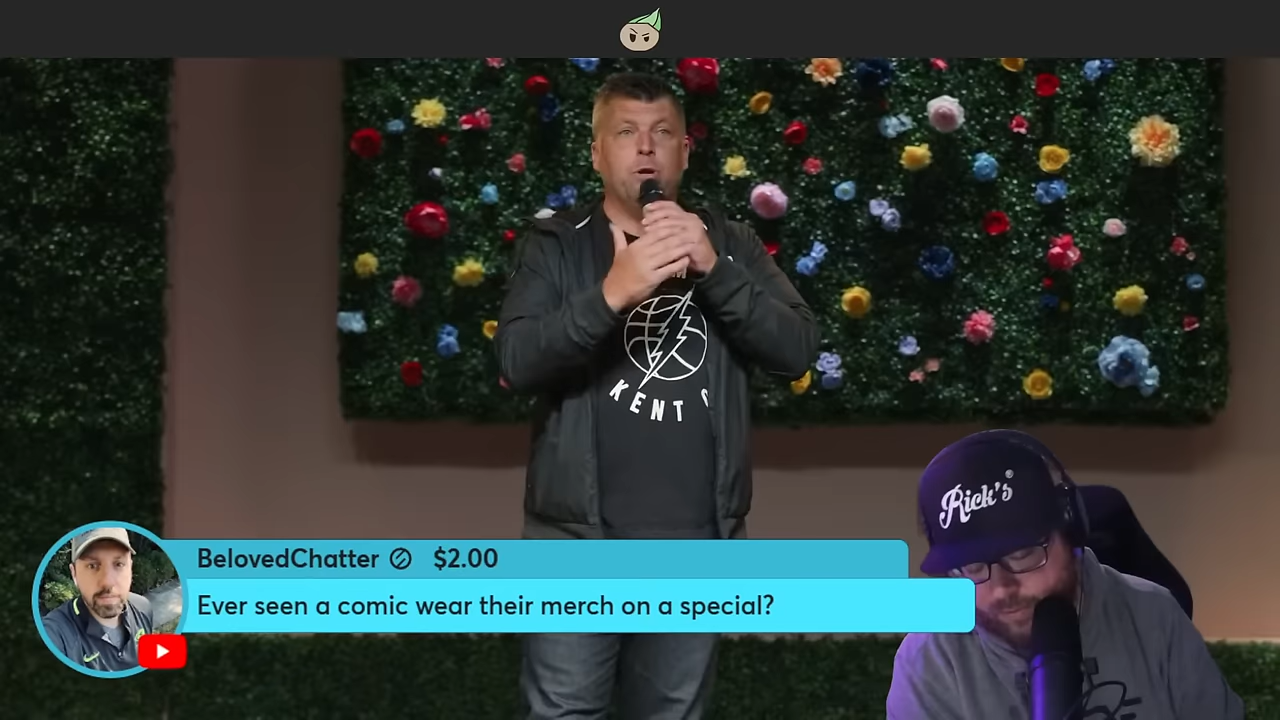 KENT
Rick's®
BelovedChatter $2.00
Ever seen a comic wear their merch on a special?